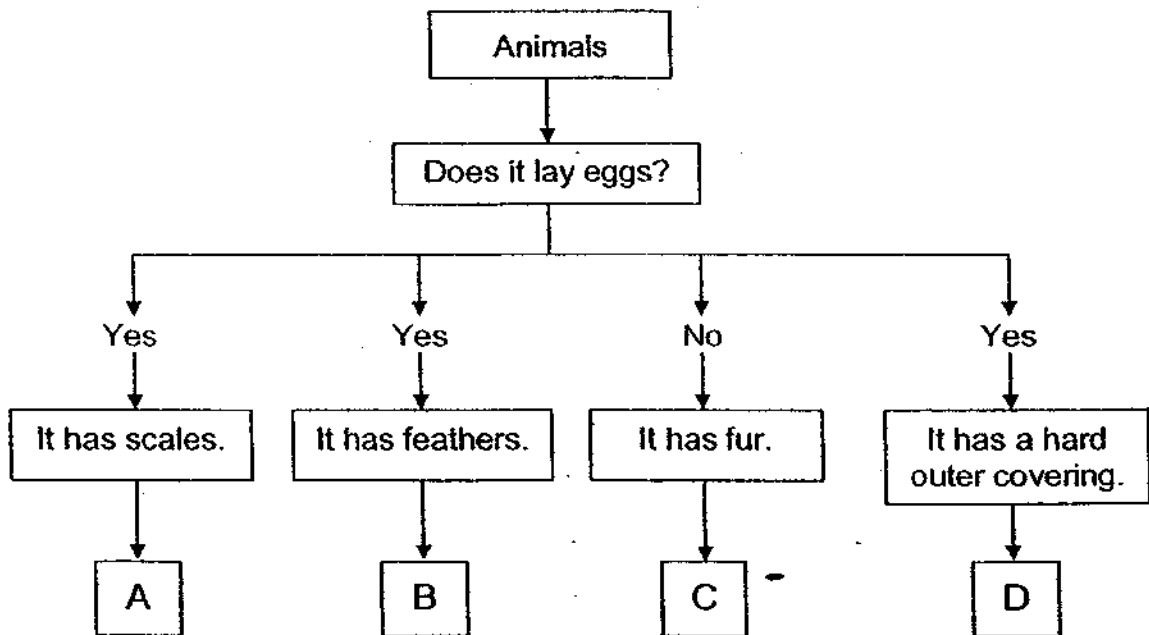 Animals
Does it lay eggs?
Yes
Yes
No
Yes
It has scales.
It has feathers.
It has fur.
It has a hard
outer covering.
A
B
C
D